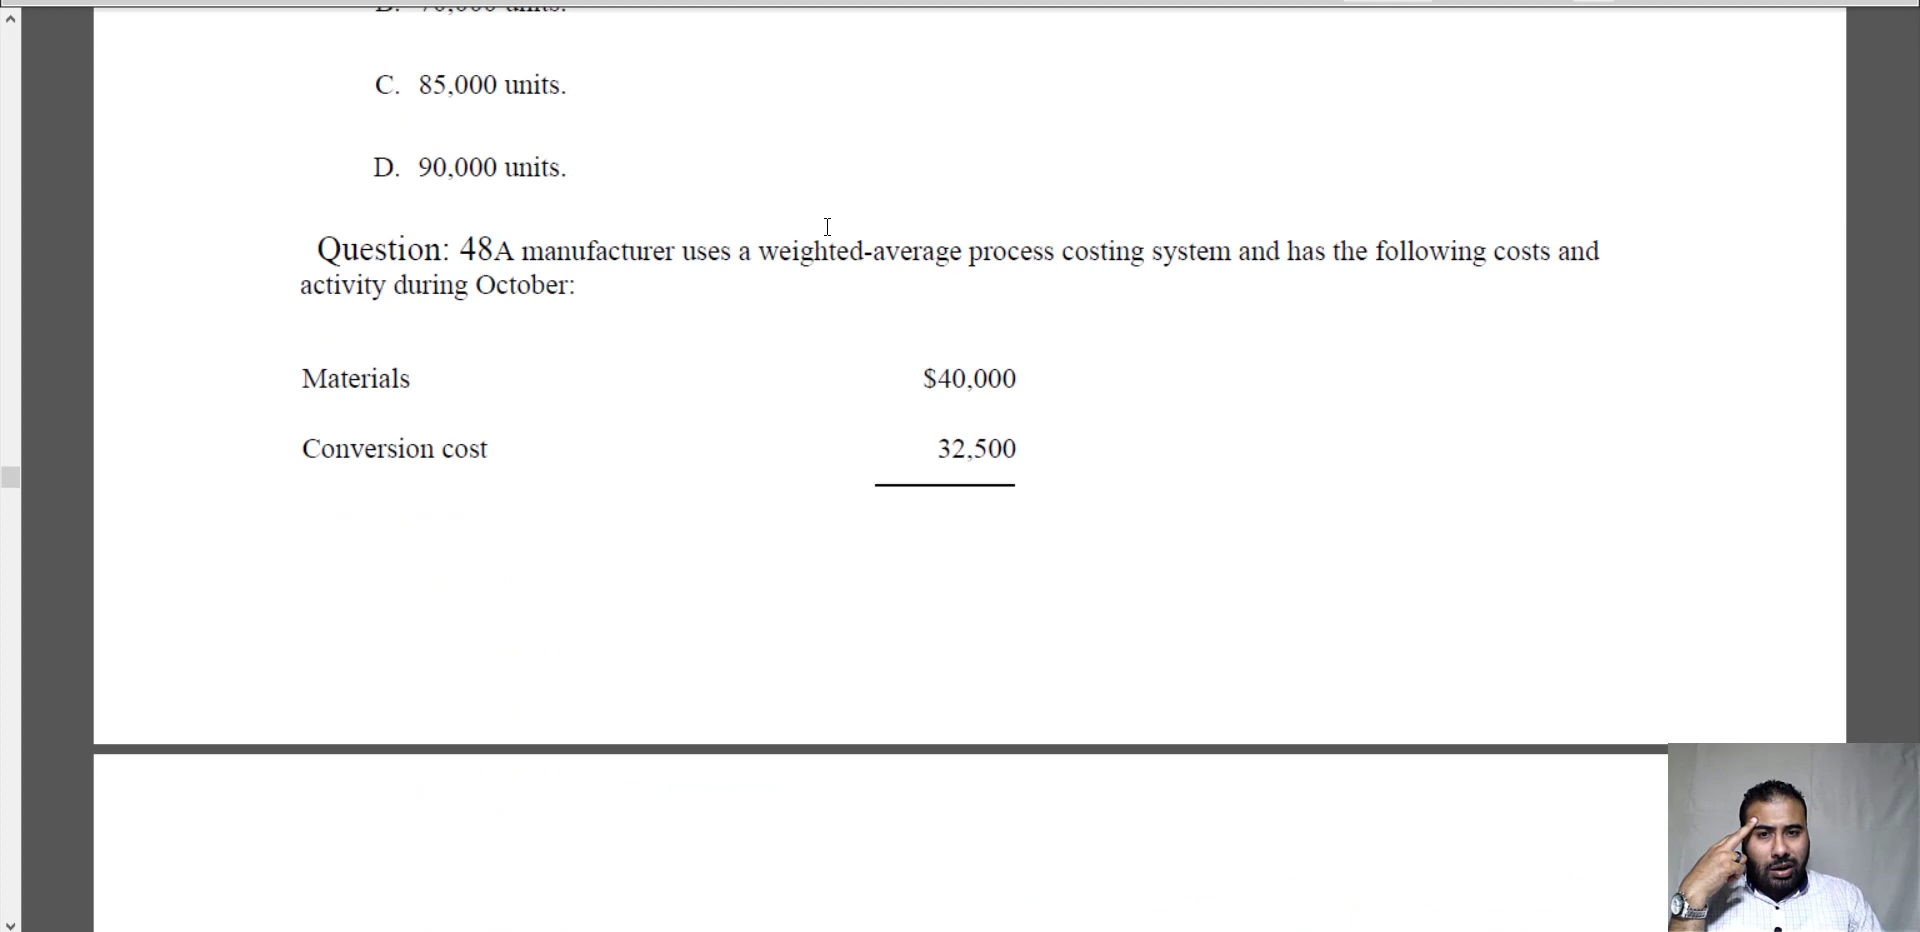 C. 85,000 units.
D. 90,000 units.
Question: 48A manufacturer uses a weighted-average process costing system and has the following costs and
activity during October:
Materials $40,000
Conversion cost 32,500